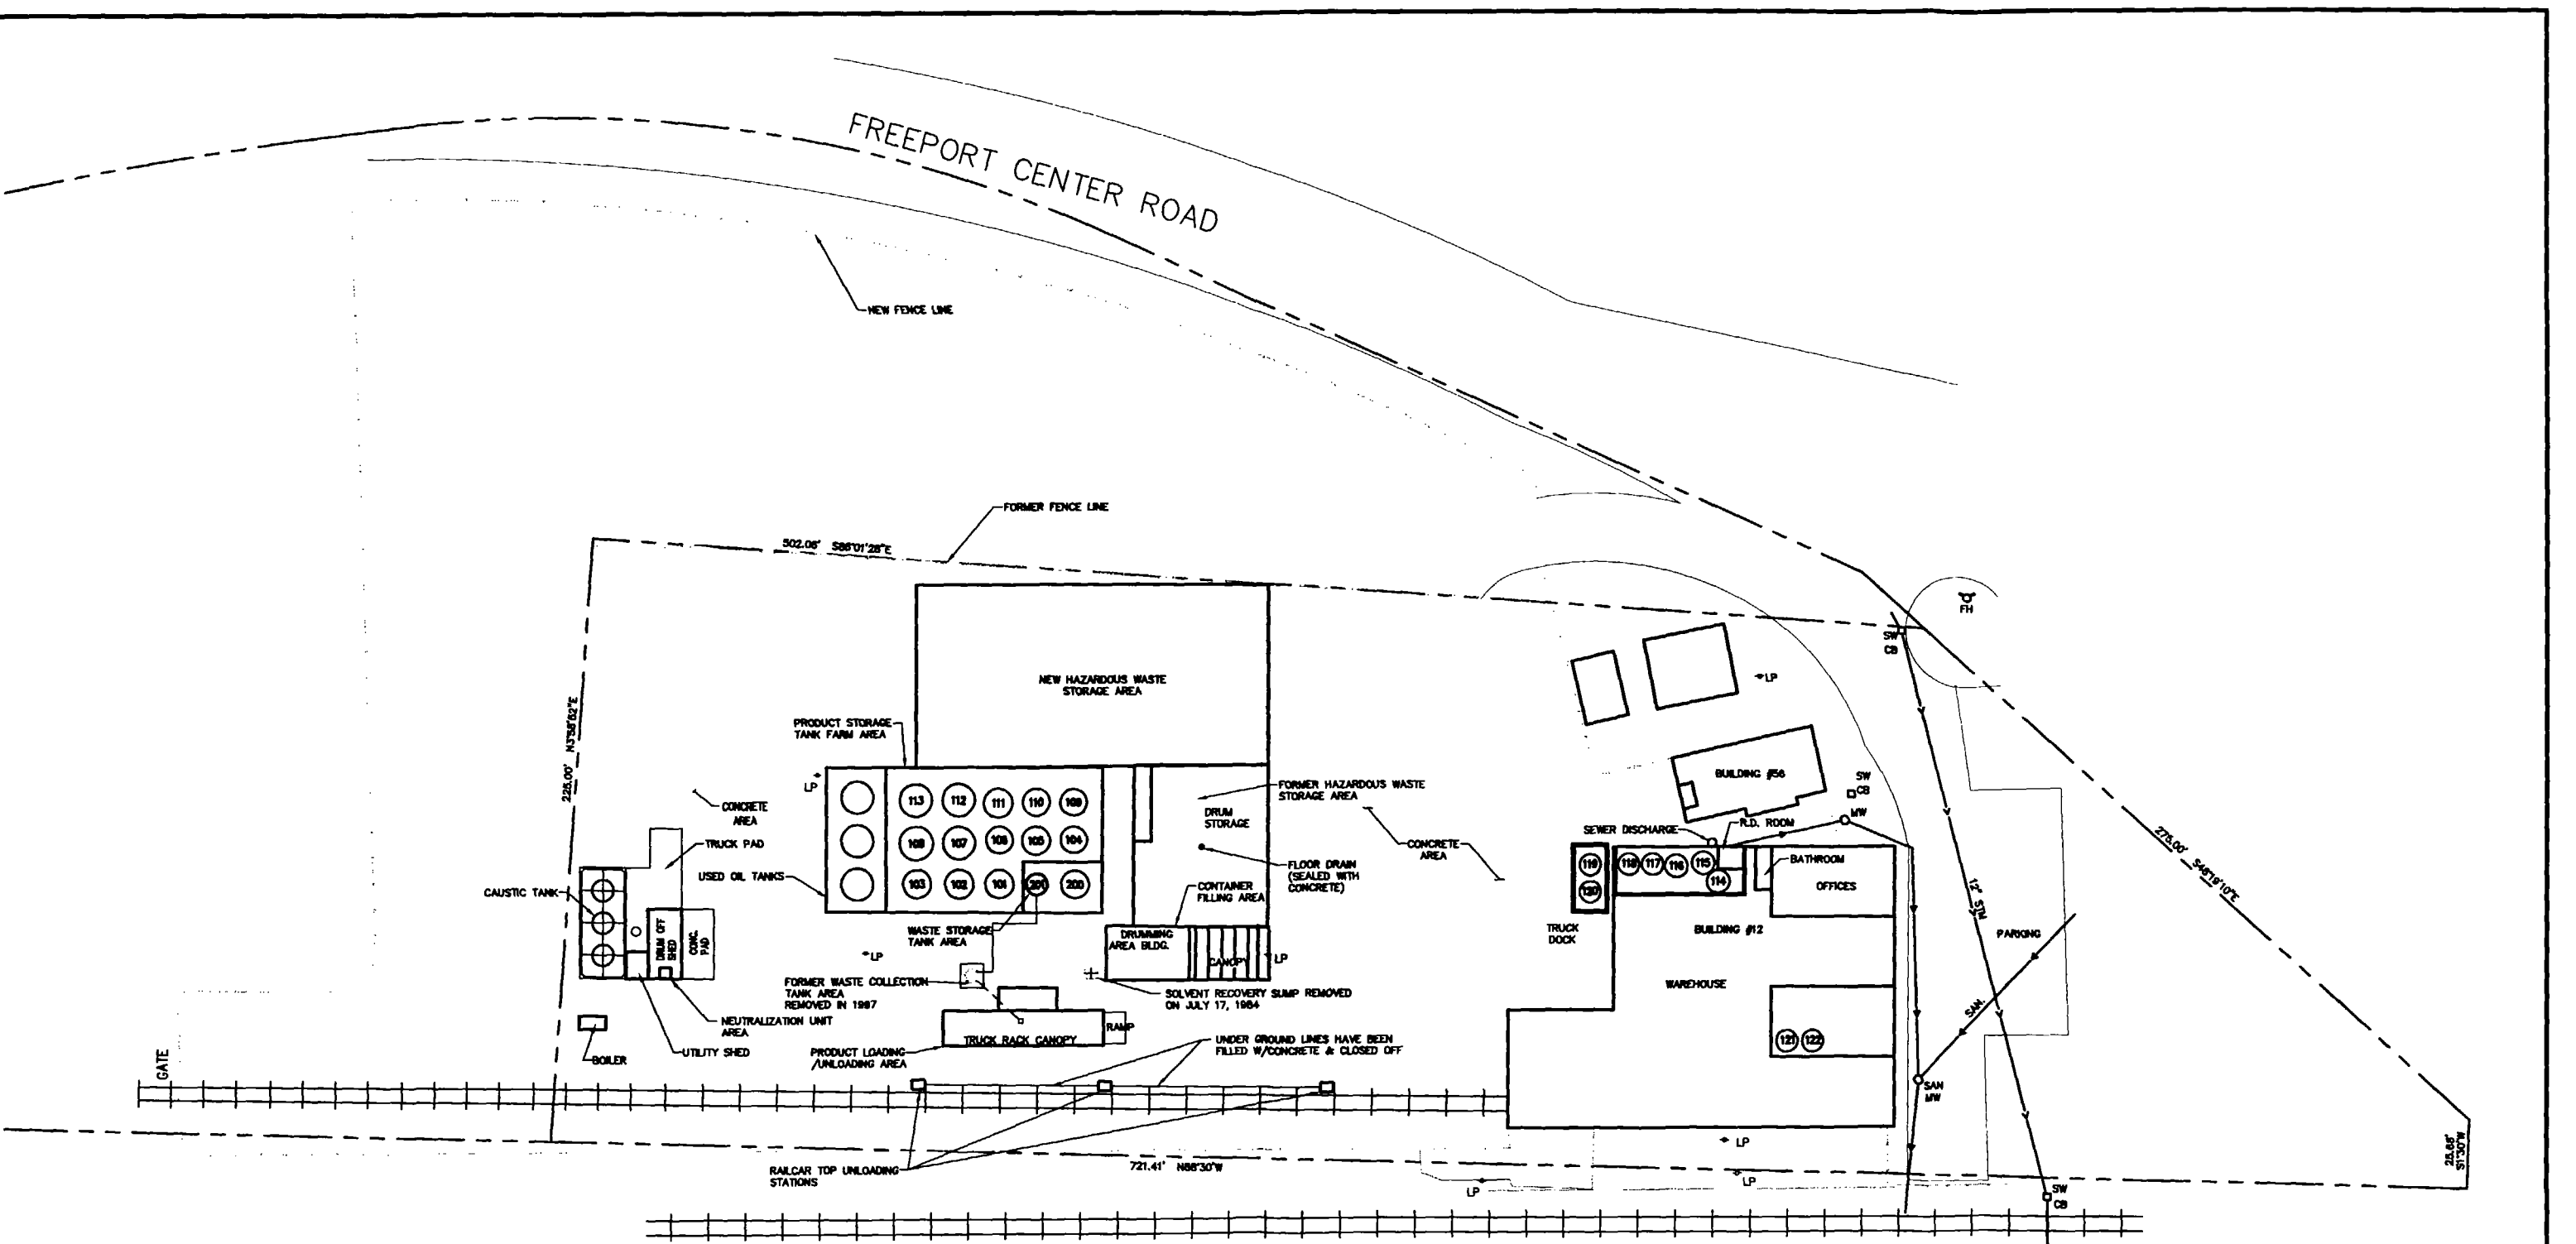 FREEPORT CENTER ROAD
NEW FENCE LINE
FORMER FENCE LINE
502.06' S86°01'28"E
FH
SW
CB
NEW HAZARDOUS WASTE
STORAGE AREA
LP
225.00'
PRODUCT STORAGE
TANK FARM AREA
LP
CONCRETE
AREA
113
112
111
110
109
107
104
103
102
101
200
TRUCK PAD
USED OIL TANKS
CAUSTIC TANK
DRUM OFF
SHED
CONC.
PAD
WASTE STORAGE
TANK AREA
LP
FORMER WASTE COLLECTION
TANK AREA
REMOVED IN 1987
NEUTRALIZATION UNIT
AREA
UTILITY SHED
BOILER
GATE
PRODUCT LOADING
/UNLOADING AREA
TRUCK RACK CANOPY
RAMP
DRUM
STORAGE
FORMER HAZARDOUS WASTE
STORAGE AREA
FLOOR DRAIN
(SEALED WITH
CONCRETE)
CONTAINER
FILLING AREA
DRUMMING
AREA BLDG.
CANOPY
LP
SOLVENT RECOVERY SUMP REMOVED
ON JULY 17, 1984
UNDER GROUND LINES HAVE BEEN
FILLED W/CONCRETE & CLOSED OFF
RAILCAR TOP UNLOADING
STATIONS
721.41' N88°30'W
CONCRETE
AREA
BUILDING #56
SW
CB
MW
SEWER DISCHARGE
R.D. ROOM
BATHROOM
OFFICES
119
120
118
117
116
115
114
TRUCK
DOCK
BUILDING #12
WAREHOUSE
121
122
12" STM
PARKING
SAN.
SAN
MW
275.00' S48°19'10"E
25.68'
S1°30'W
LP
LP
LP
SW
CB